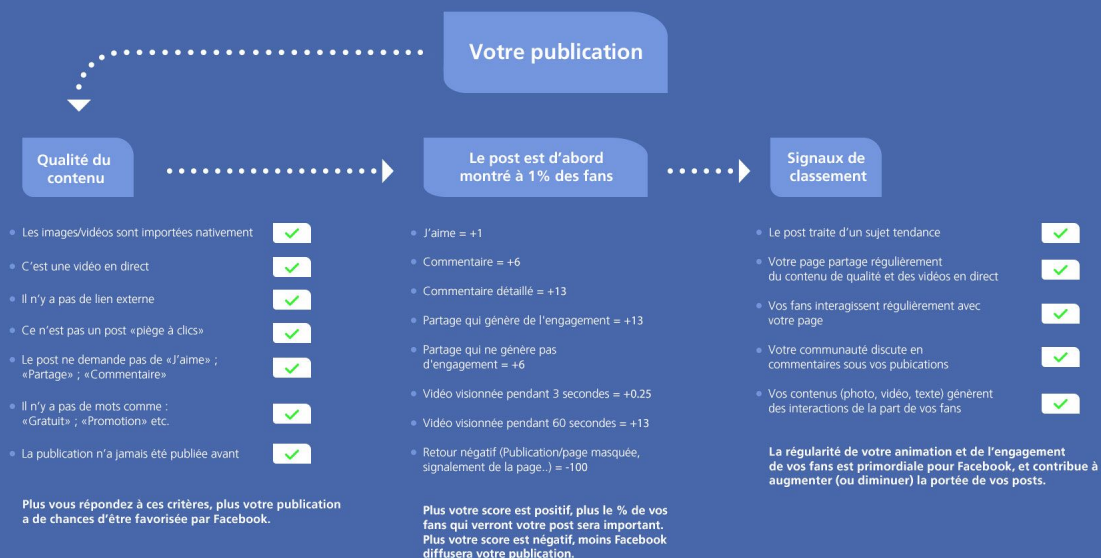 Votre publication
Qualité du
contenu
Les images/vidéos sont importées nativement
C'est une vidéo en direct
Il n'y a pas de lien externe
Ce n'est pas un post «piège à clics»
Le post ne demande pas de «J'aime» ;
«Partage» ; «Commentaire»
Il n'y a pas de mots comme :
«Gratuit» ; «Promotion» etc.
La publication n'a jamais été publiée avant
Plus vous répondez à ces critères, plus votre publication
a de chances d'être favorisée par Facebook.
Le post est d'abord
montré à 1% des fans
J'aime = +1
Commentaire = +6
Commentaire détaillé = +13
Partage qui génère de l'engagement = +13
Partage qui ne génère pas
d'engagement = +6
Vidéo visionnée pendant 3 secondes = +0.25
Vidéo visionnée pendant 60 secondes = +13
Retour négatif (Publication/page masquée,
signalement de la page..) = -100
Plus votre score est positif, plus le % de vos
fans qui verront votre post sera important.
Plus votre score est négatif, moins Facebook
diffusera votre publication.
Signaux de
classement
Le post traite d'un sujet tendance
Votre page partage régulièrement
du contenu de qualité et des vidéos en direct
Vos fans interagissent régulièrement avec
votre page
Votre communauté discute en
commentaires sous vos pubications
Vos contenus (photo, vidéo, texte) génèrent
des interactions de la part de vos fans
La régularité de votre animation et de l'engagement
de vos fans est primordiale pour Facebook, et contribue à
augmenter (ou diminuer) la portée de vos posts.